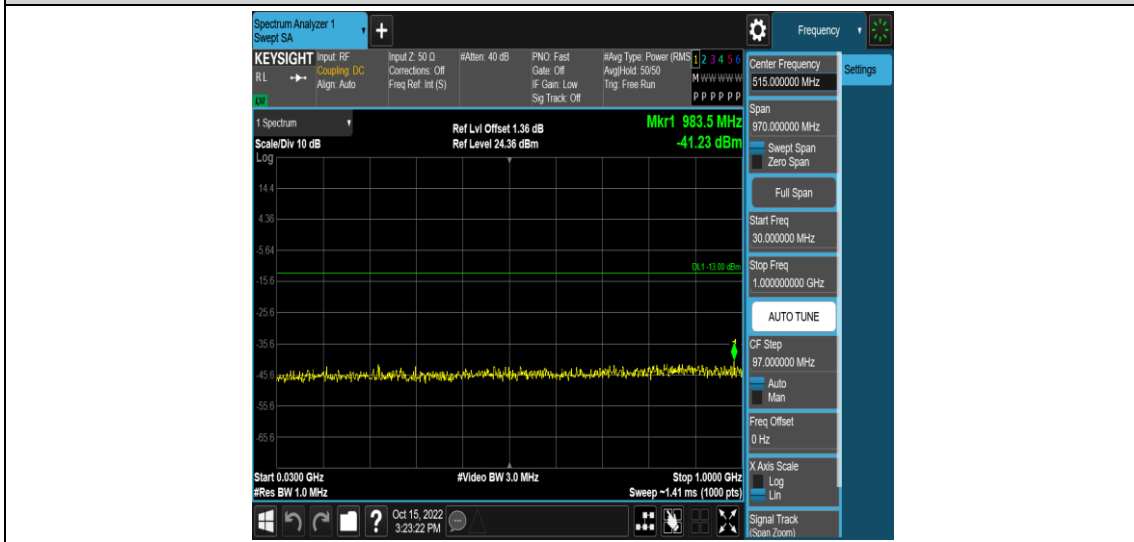 Spectrum Analyzer 1
Swept SA
+
Frequency
KEYSIGHT
RL
LXI
Input: RF
Coupling: DC
Align: Auto
Input Z: 50 Ω
Corrections: Off
Freq Ref: Int (S)
#Atten: 40 dB
PNO: Fast
Gate: Off
IF Gain: Low
Sig Track: Off
#Avg Type: Power (RMS
Avg|Hold: 50/50
Trig: Free Run
1 2 3 4 5 6
M W W W W W
P P P P P P
1 Spectrum
Scale/Div 10 dB
Ref Lvl Offset 1.36 dB
Ref Level 24.36 dBm
Mkr1 983.5 MHz
-41.23 dBm
Log
14.4
4.36
-5.64
DL1 -13.00 dBm
-15.6
-25.6
-35.6
1
-45.6
-55.6
-65.6
Start 0.0300 GHz
#Video BW 3.0 MHz
Stop 1.0000 GHz
#Res BW 1.0 MHz
Sweep ~1.41 ms (1000 pts)
?
Oct 15, 2022
3:23:22 PM
Center Frequency
515.000000 MHz
Settings
Span
970.000000 MHz
Swept Span
Zero Span
Full Span
Start Freq
30.000000 MHz
Stop Freq
1.000000000 GHz
AUTO TUNE
CF Step
97.000000 MHz
Auto
Man
Freq Offset
0 Hz
X Axis Scale
Log
Lin
Signal Track
(Span Zoom)